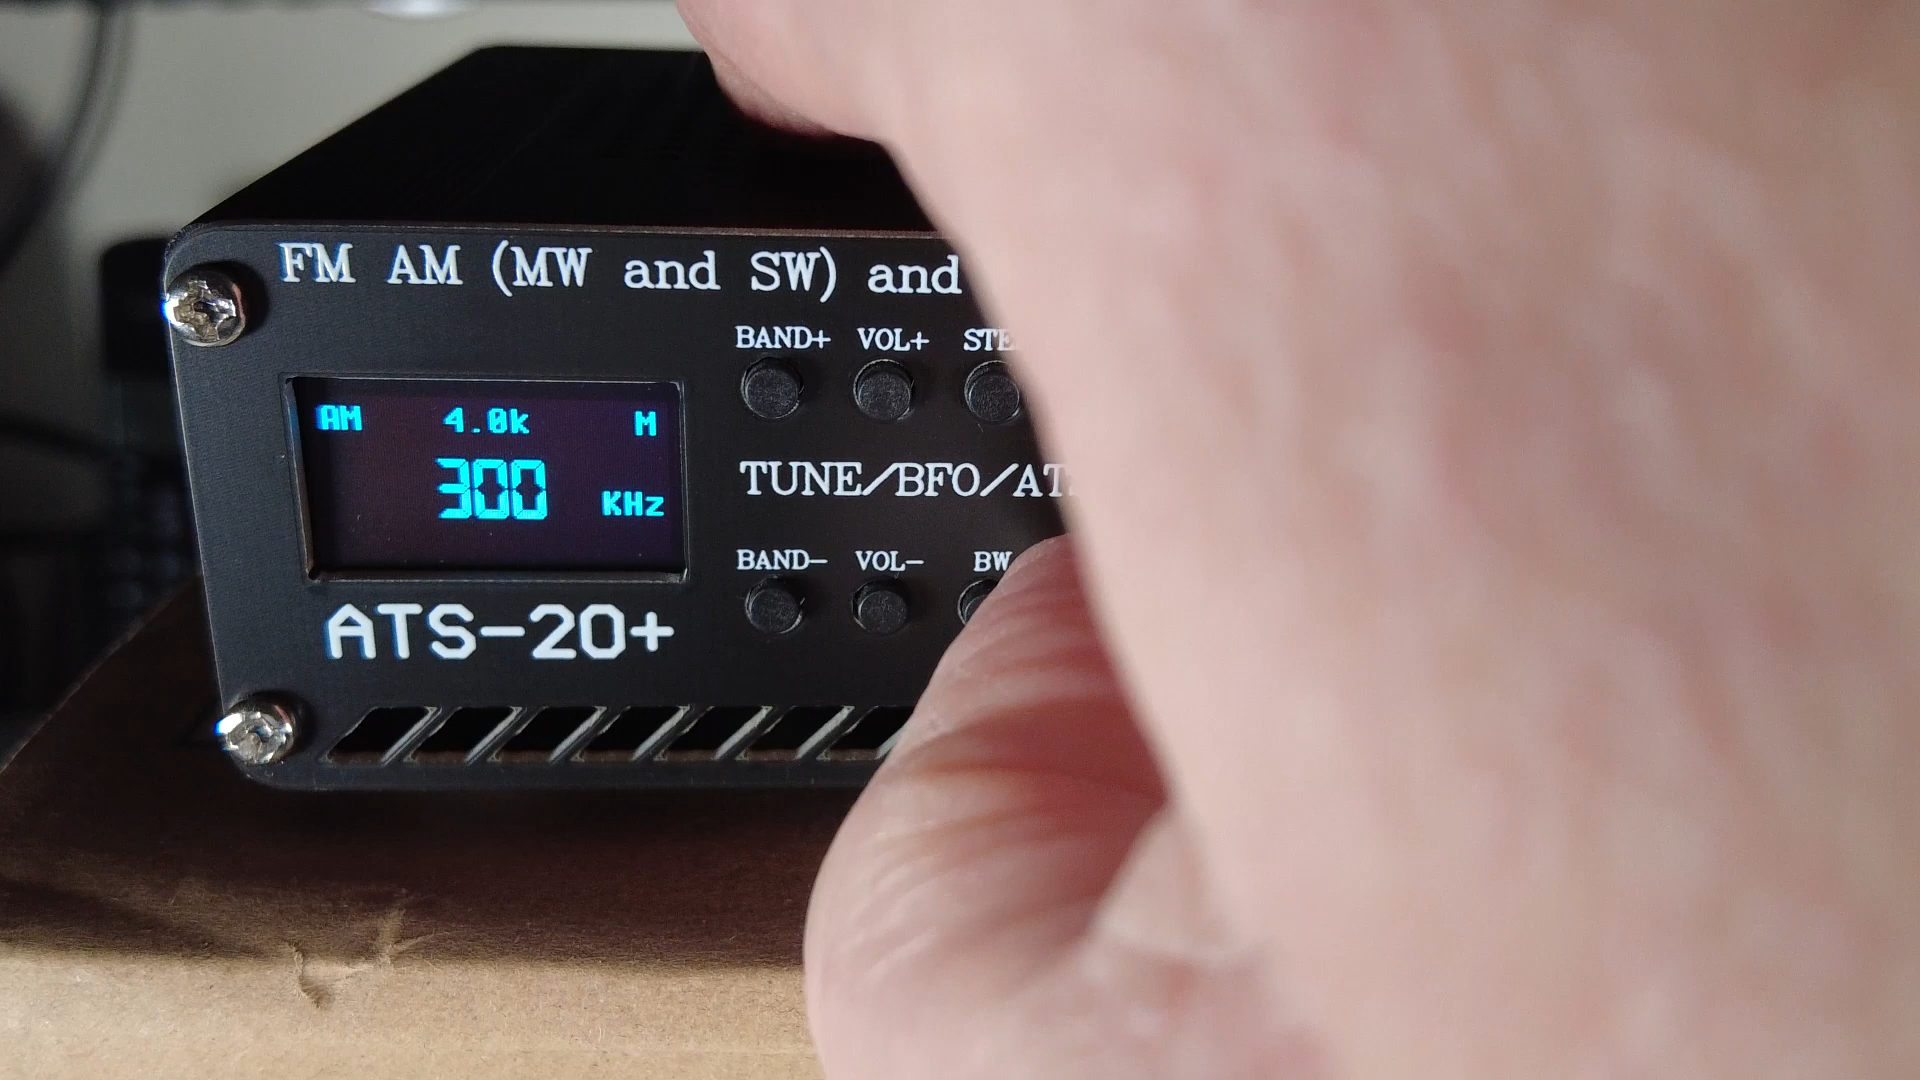 FM AM (MW and SW) and
BAND+ VOL+
AM 4.0k M
300 KHz
TUNE/BFO/
BAND- VOL- BW
ATS-20+